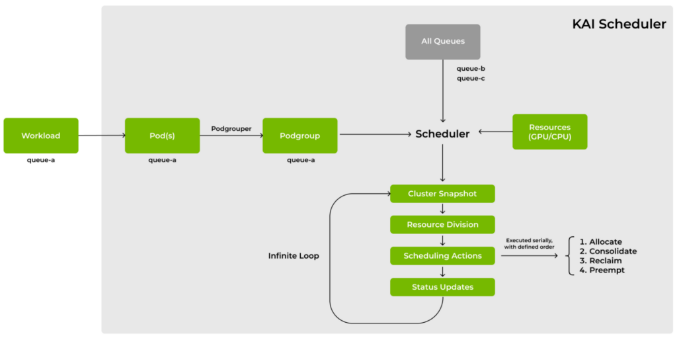 KAI Scheduler
All Queues
queue-b
queue-c
Workload
queue-a
Pod(s)
queue-a
Podgrouper
Podgroup
queue-a
Scheduler
Resources
(GPU/CPU)
Cluster Snapshot
Resource Division
Infinite Loop
Scheduling Actions
Executed serially,
with defined order
1. Allocate
2. Consolidate
3. Reclaim
4. Preempt
Status Updates